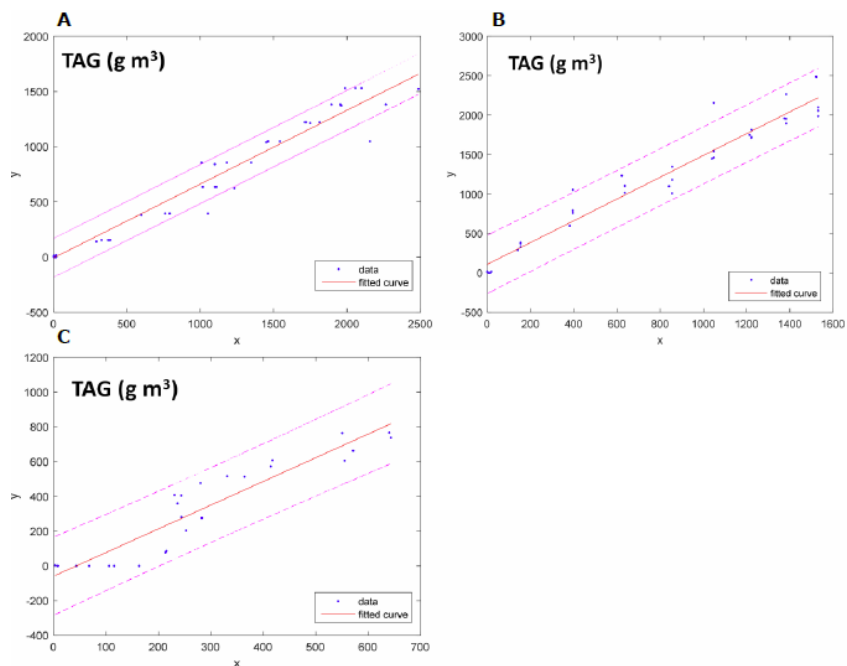 A
TAG (g m³)
2000
1500
1000
500
0
-500
y
0 500 1000 1500 2000 2500
x
data
fitted curve
B
TAG (g m³)
3000
2500
2000
1500
1000
500
0
-500
y
0 200 400 600 800 1000 1200 1400 1600
x
data
fitted curve
C
TAG (g m³)
1200
1000
800
600
400
200
0
-200
-400
y
0 100 200 300 400 500 600 700
x
data
fitted curve